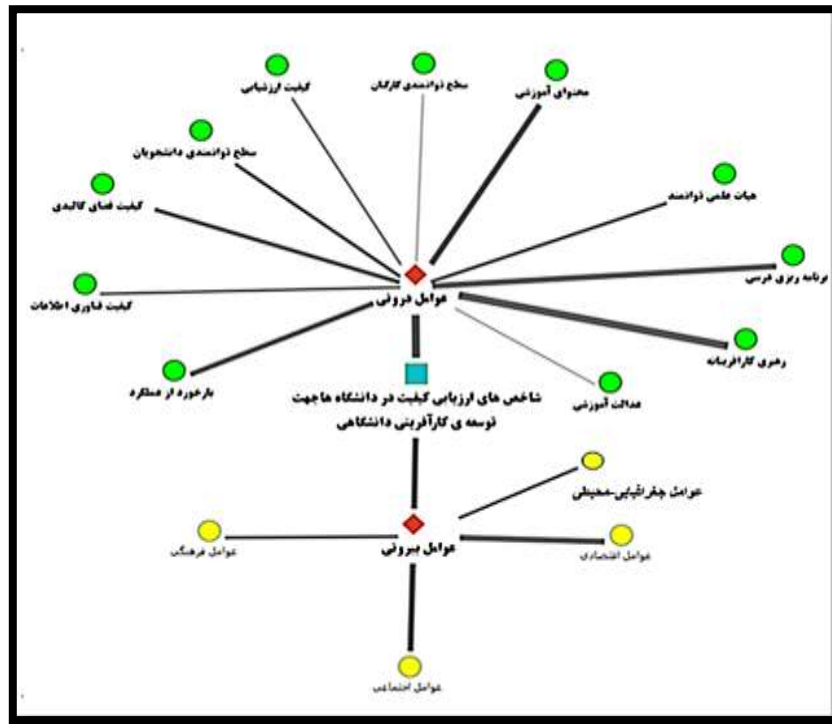 سطح توانمندی کارکنان
محتوای آموزشی
کیفیت ارزشیابی
سطح توانمندی دانشجویان
هیات علمی توانمند
کیفیت فضای کالبدی
برنامه ریزی درسی
کیفیت فناوری اطلاعات
عوامل درونی
رهبری کارآفرینانه
بازخورد از عملکرد
عدالت آموزشی
شاخص های ارزیابی کیفیت در دانشگاه ها جهت
توسعه ی کارآفرینی دانشگاهی
عوامل جغرافیایی-محیطی
عوامل بیرونی
عوامل فرهنگی
عوامل اقتصادی
عوامل اجتماعی